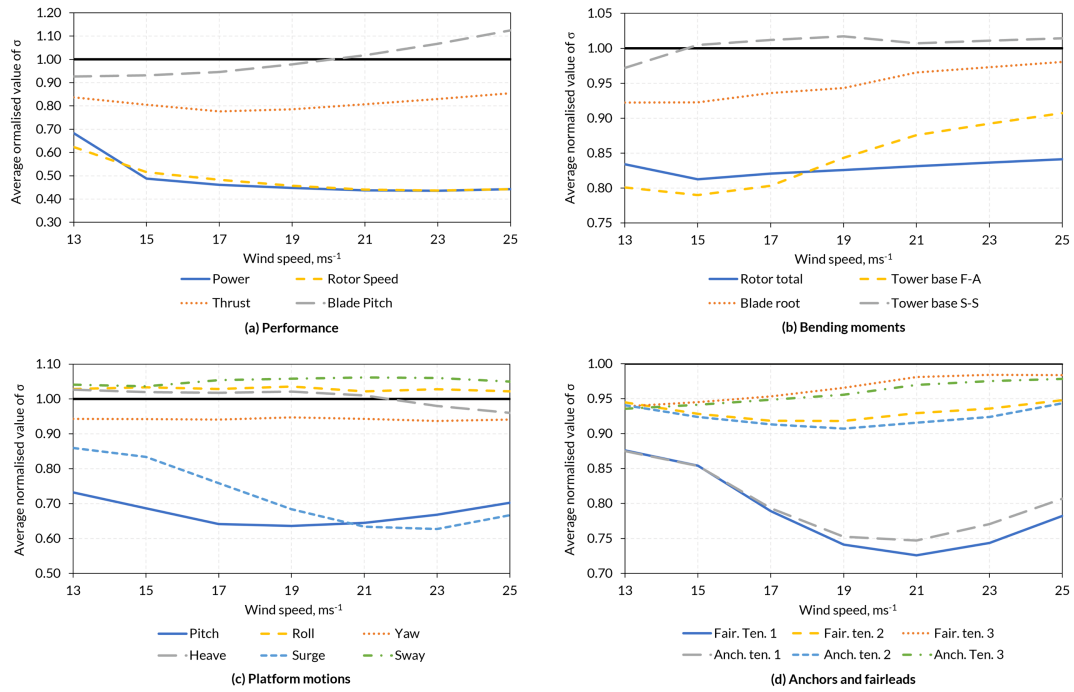 Average ormalised value of σ
1.20
1.10
1.00
0.90
0.80
0.70
0.60
0.50
0.40
0.30
13 15 17 19 21 23 25
Wind speed, ms⁻¹
Power Rotor Speed
Thrust Blade Pitch
(a) Performance
Average normalised value of σ
1.05
1.00
0.95
0.90
0.85
0.80
0.75
13 15 17 19 21 23 25
Wind speed, ms⁻¹
Rotor total Tower base F-A
Blade root Tower base S-S
(b) Bending moments
Average normalised value of σ
1.10
1.00
0.90
0.80
0.70
0.60
0.50
13 15 17 19 21 23 25
Wind speed, ms⁻¹
Pitch Roll Yaw
Heave Surge Sway
(c) Platform motions
Average normalised value of σ
1.00
0.95
0.90
0.85
0.80
0.75
0.70
13 15 17 19 21 23 25
Wind speed, ms⁻¹
Fair. Ten. 1 Fair. ten. 2 Fair. ten. 3
Anch. ten. 1 Anch. ten. 2 Anch. Ten. 3
(d) Anchors and fairleads